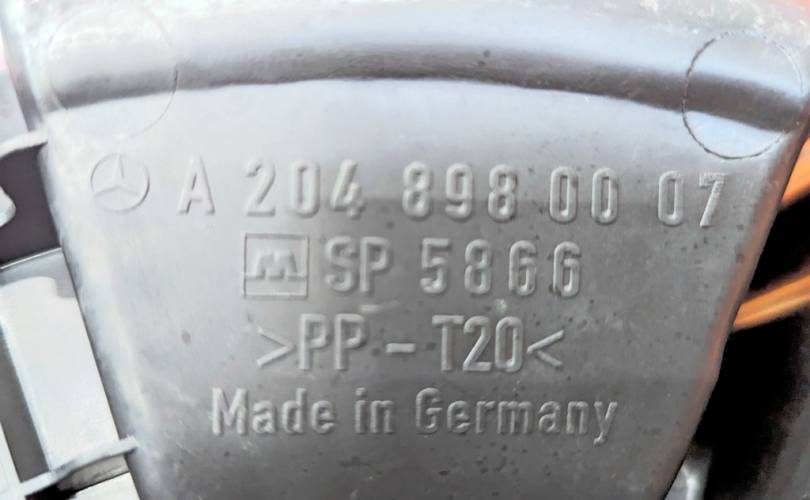 A 204 898 00 07
M SP 5866
>PP-T20<
Made in Germany